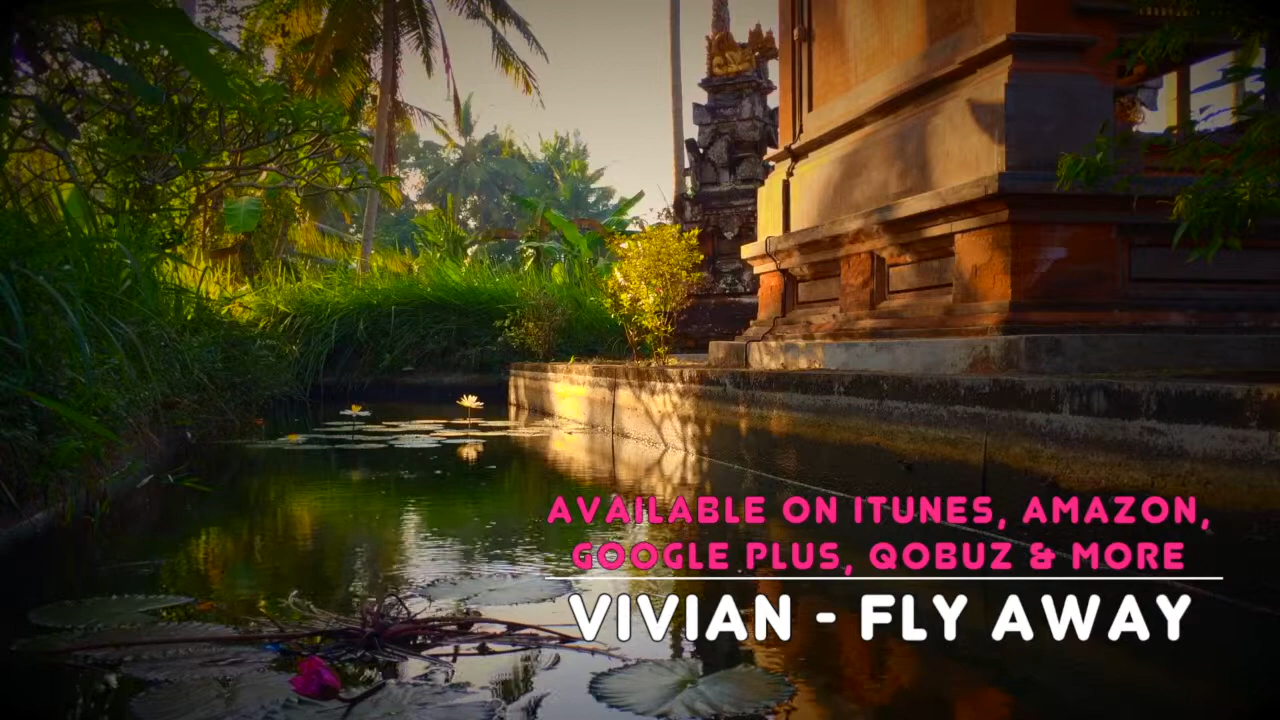 AVAILABLE ON ITUNES, AMAZON,
GOOGLE PLUS, QOBUZ & MORE
VIVIAN - FLY AWAY